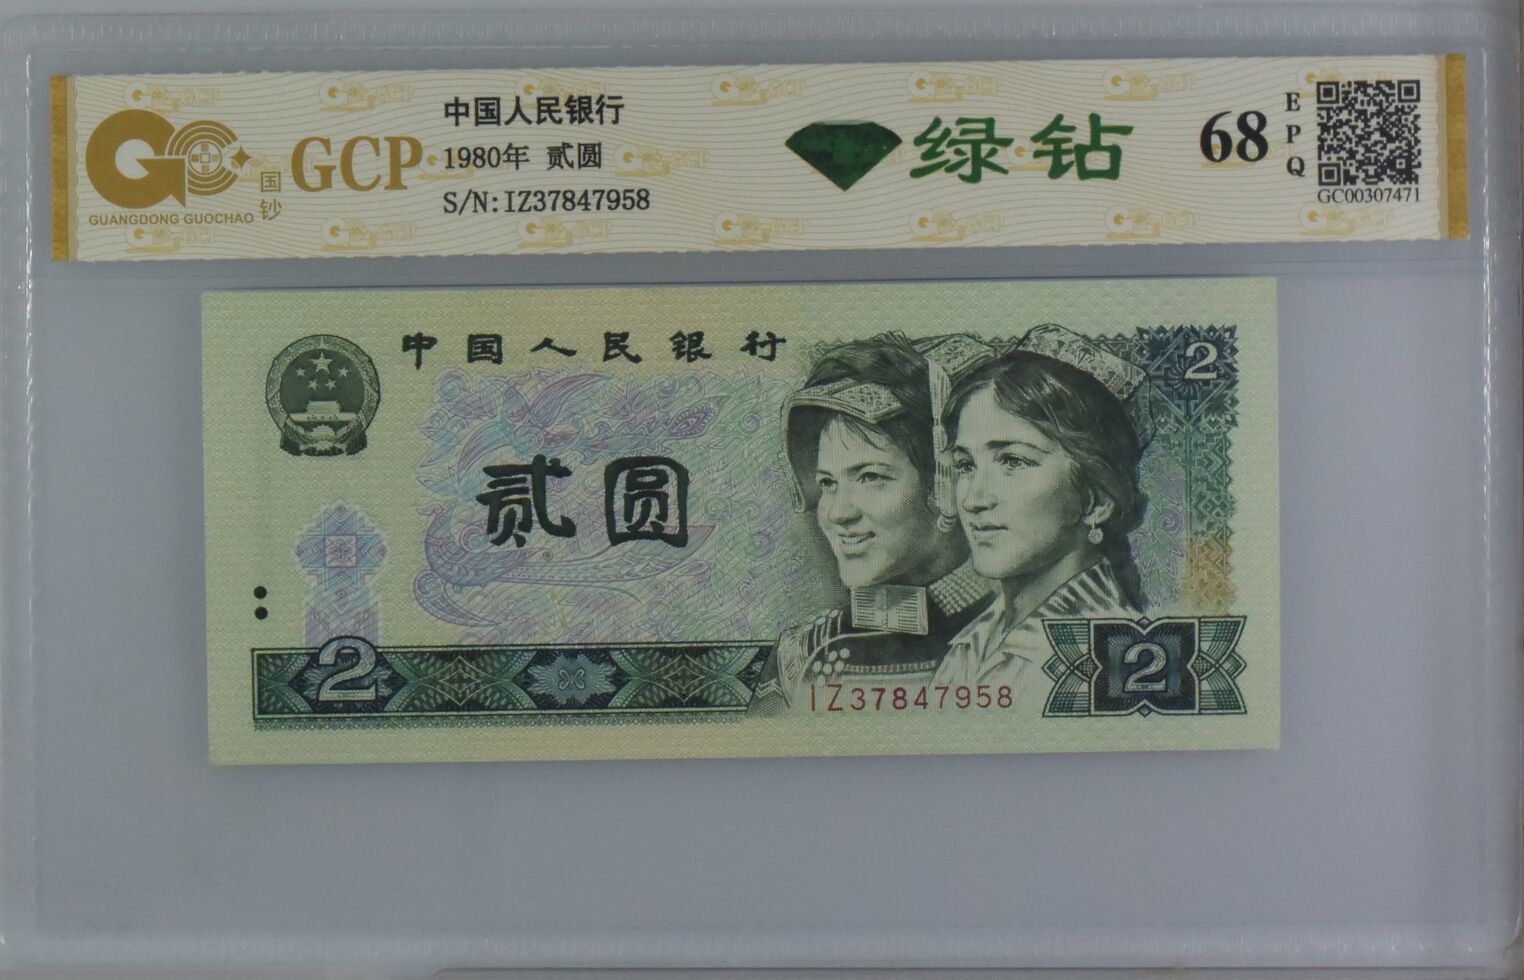 中国人民银行
1980年 贰圆
S/N:IZ37847958
GCP
国钞
GUANGDONG GUOCHAO
绿钻
68
EPQ
GC00307471
中国人民银行
2
贰圆
2
IZ37847958
2